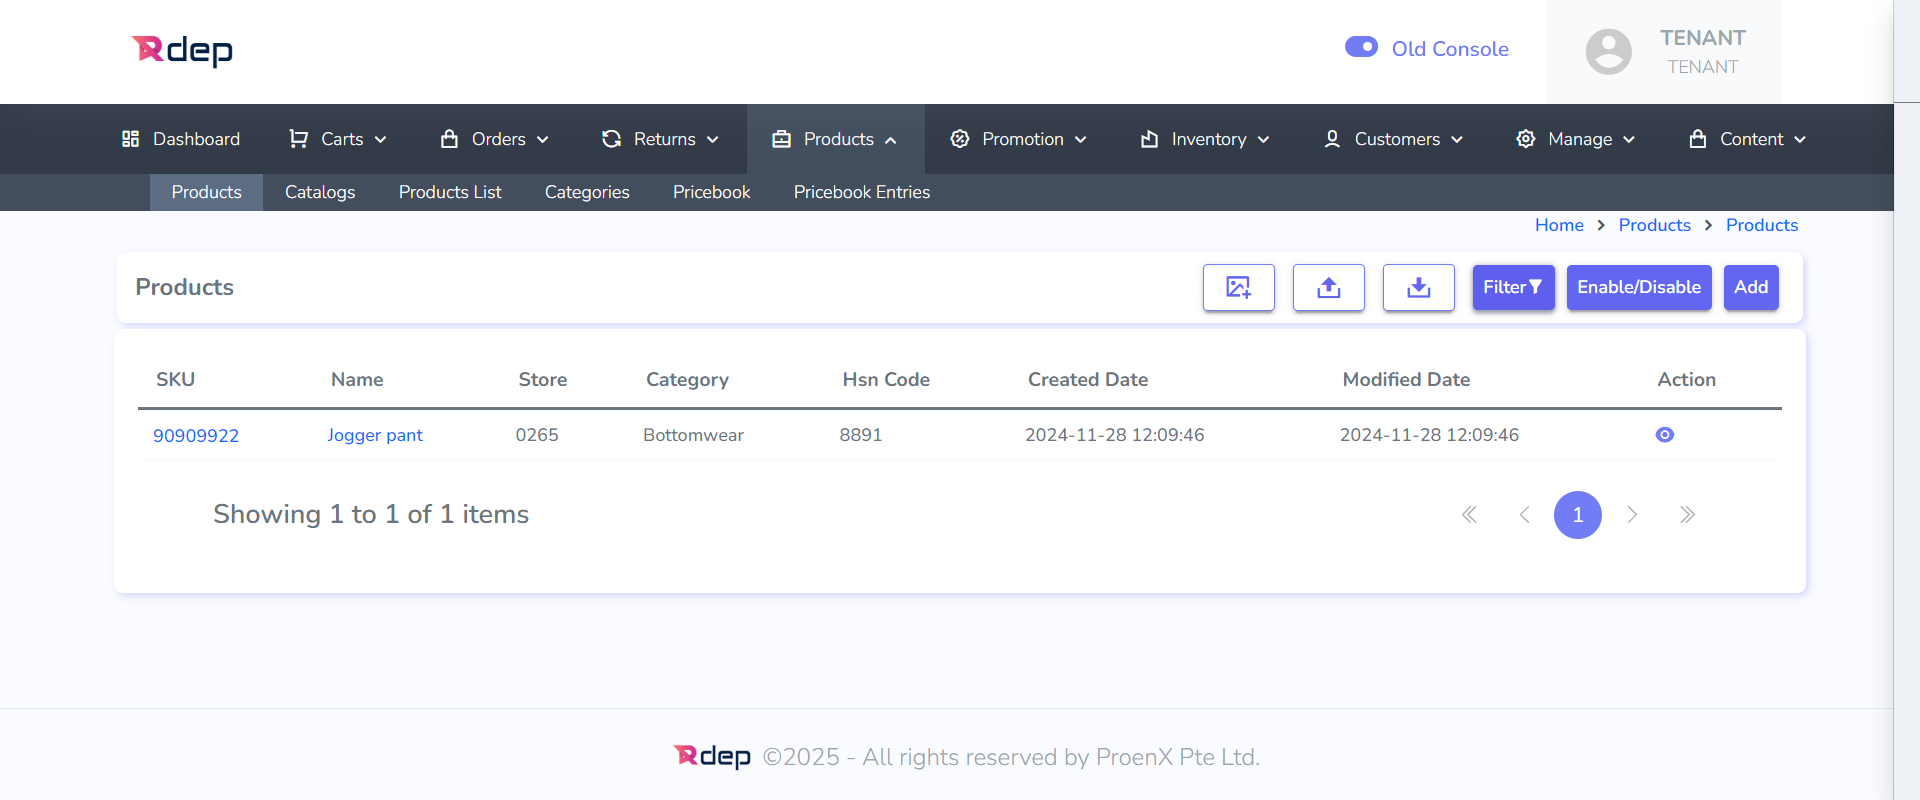 Rdep
Old Console
TENANT
TENANT
Dashboard Carts Orders Returns Products Promotion Inventory Customers Manage Content
Products Catalogs Products List Categories Pricebook Pricebook Entries
Home > Products > Products
Products Filter Enable/Disable Add
SKU Name Store Category Hsn Code Created Date Modified Date Action
90909922 Jogger pant 0265 Bottomwear 8891 2024-11-28 12:09:46 2024-11-28 12:09:46
Showing 1 to 1 of 1 items 1
Rdep ©2025 - All rights reserved by ProenX Pte Ltd.